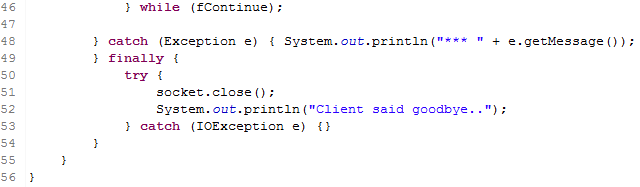 46             } while (fContinue);
47
48         } catch (Exception e) { System.out.println("*** " + e.getMessage());
49         } finally {
50             try {
51                 socket.close();
52                 System.out.println("Client said goodbye..");
53             } catch (IOException e) {}
54         }
55     }
56 }